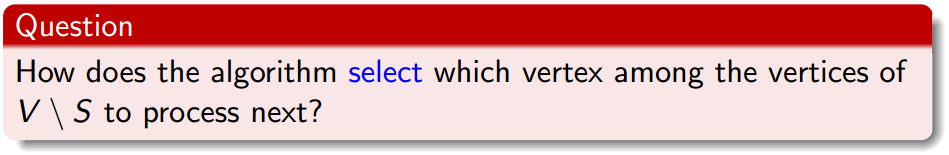 Question
How does the algorithm select which vertex among the vertices of
V \ S to process next?